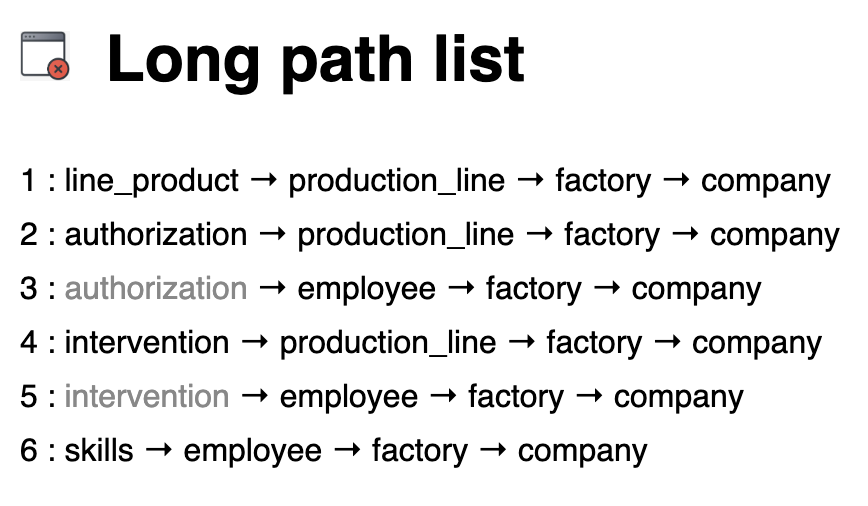 Long path list
1 : line_product → production_line → factory → company
2 : authorization → production_line → factory → company
3 : authorization → employee → factory → company
4 : intervention → production_line → factory → company
5 : intervention → employee → factory → company
6 : skills → employee → factory → company